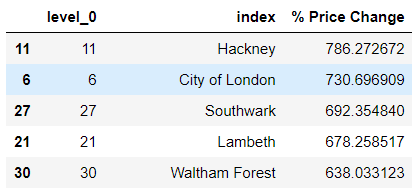 level_0 index % Price Change
11 11 Hackney 786.272672
6 6 City of London 730.696909
27 27 Southwark 692.354840
21 21 Lambeth 678.258517
30 30 Waltham Forest 638.033123